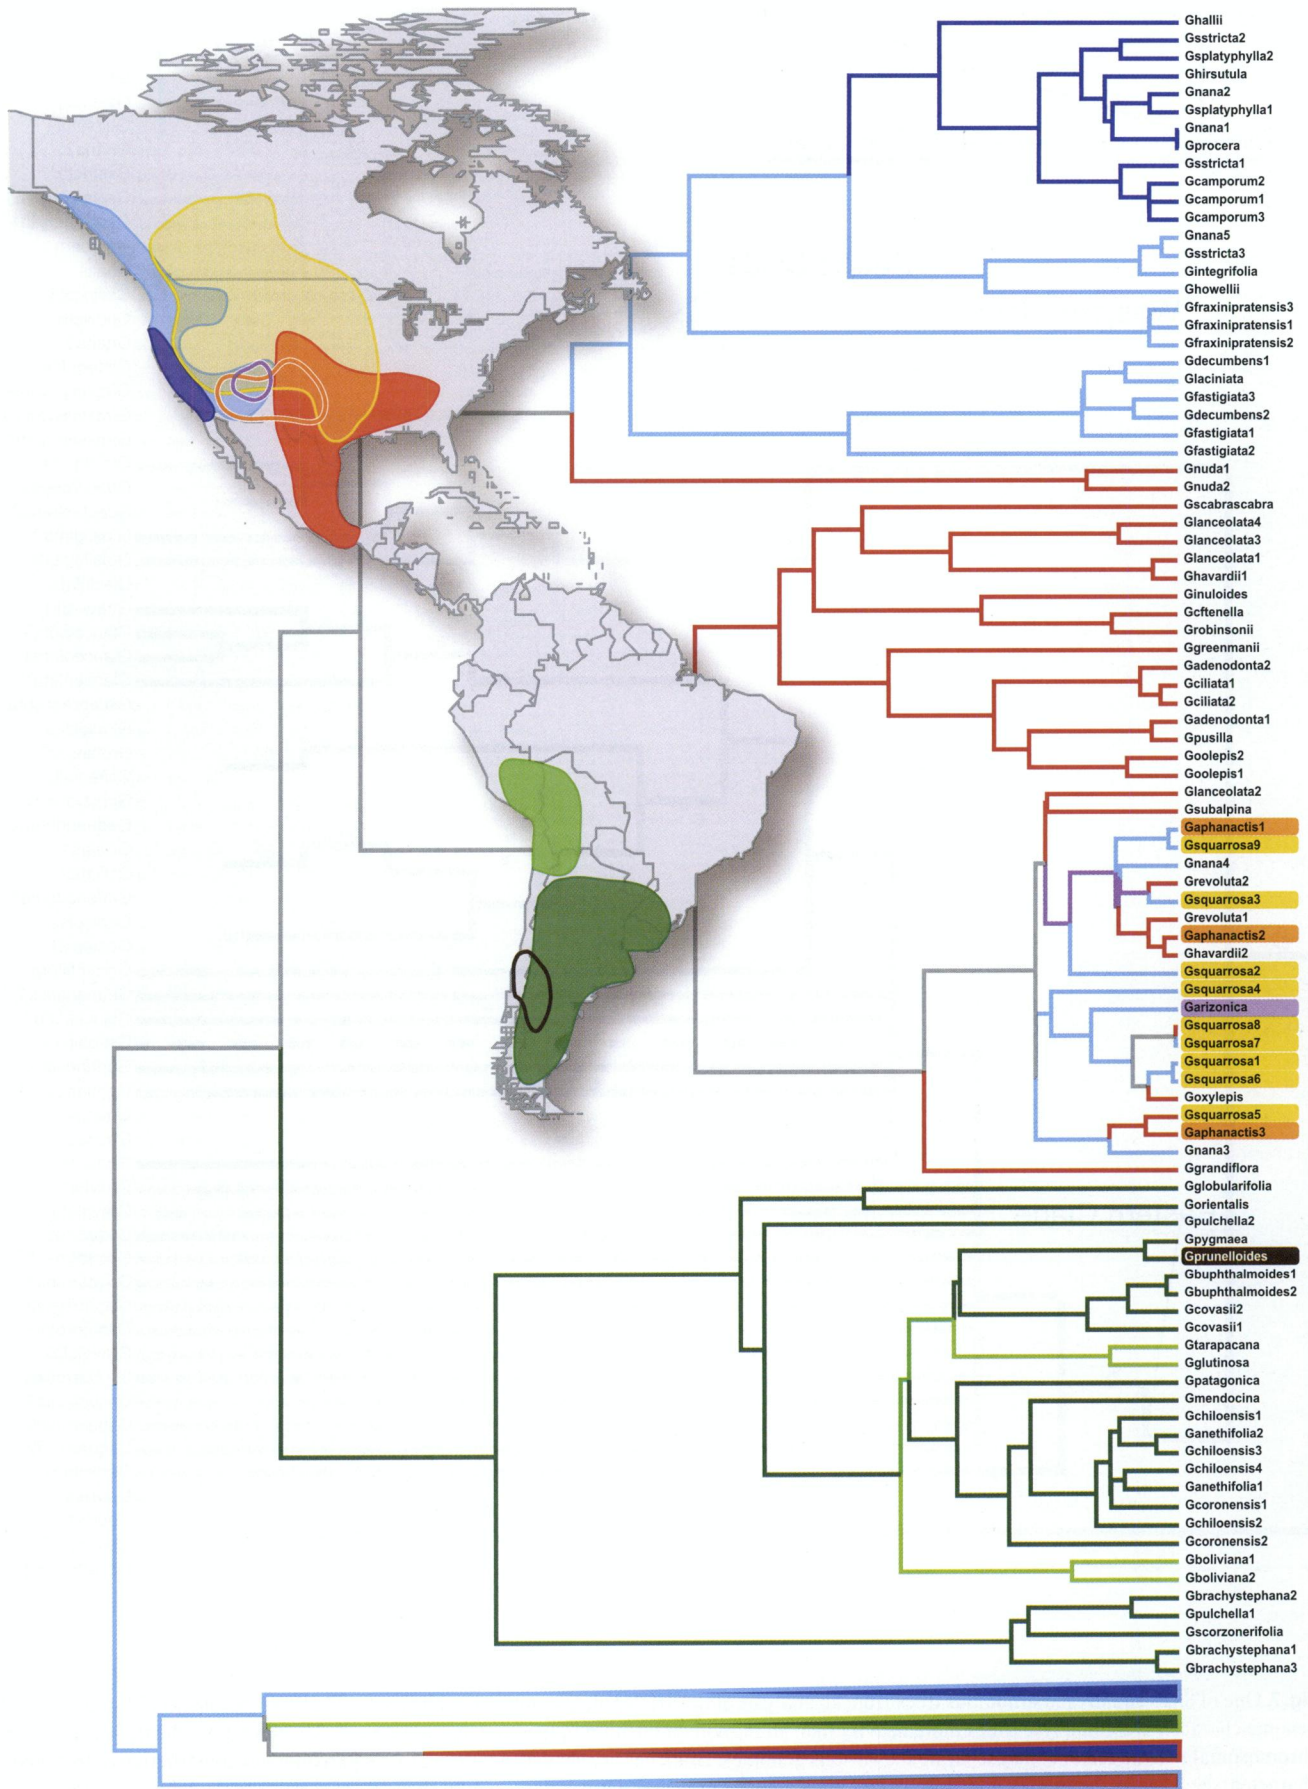 Ghallii
Gsstricta2
Gsplatyphylla2
Ghirsutula
Gnana2
Gsplatyphylla1
Gnana1
Gprocera
Gsstricta1
Gcamporum2
Gcamporum1
Gcamporum3
Gnana5
Gsstricta3
Gintegrifolia
Ghowellii
Gfraxinipratensis3
Gfraxinipratensis1
Gfraxinipratensis2
Gdecumbens1
Glaciniata
Gfastigiata3
Gdecumbens2
Gfastigiata1
Gfastigiata2
Gnuda1
Gnuda2
Gscabrascabra
Glanceolata4
Glanceolata3
Glanceolata1
Ghavardii1
Ginuloides
Gcftenella
Grobinsonii
Ggreenmanii
Gadenodonta2
Gciliata1
Gciliata2
Gadenodonta1
Gpusilla
Goolepis2
Goolepis1
Glanceolata2
Gsubalpina
Gaphanactis1
Gsquarrosa9
Gnana4
Grevoluta2
Gsquarrosa3
Grevoluta1
Gaphanactis2
Ghavardii2
Gsquarrosa2
Gsquarrosa4
Garizonica
Gsquarrosa8
Gsquarrosa7
Gsquarrosa1
Gsquarrosa6
Goxylepis
Gsquarrosa5
Gaphanactis3
Gnana3
Ggrandiflora
Gglobularifolia
Gorientalis
Gpulchella2
Gpygmaea
Gprunelloides
Gbuphthalmoides1
Gbuphthalmoides2
Gcovasii2
Gcovasii1
Gtarapacana
Gglutinosa
Gpatagonica
Gmendocina
Gchiloensis1
Ganethifolia2
Gchiloensis3
Gchiloensis4
Ganethifolia1
Gcoronensis1
Gchiloensis2
Gcoronensis2
Gboliviana1
Gboliviana2
Gbrachystephana2
Gpulchella1
Gscorzonerifolia
Gbrachystephana1
Gbrachystephana3